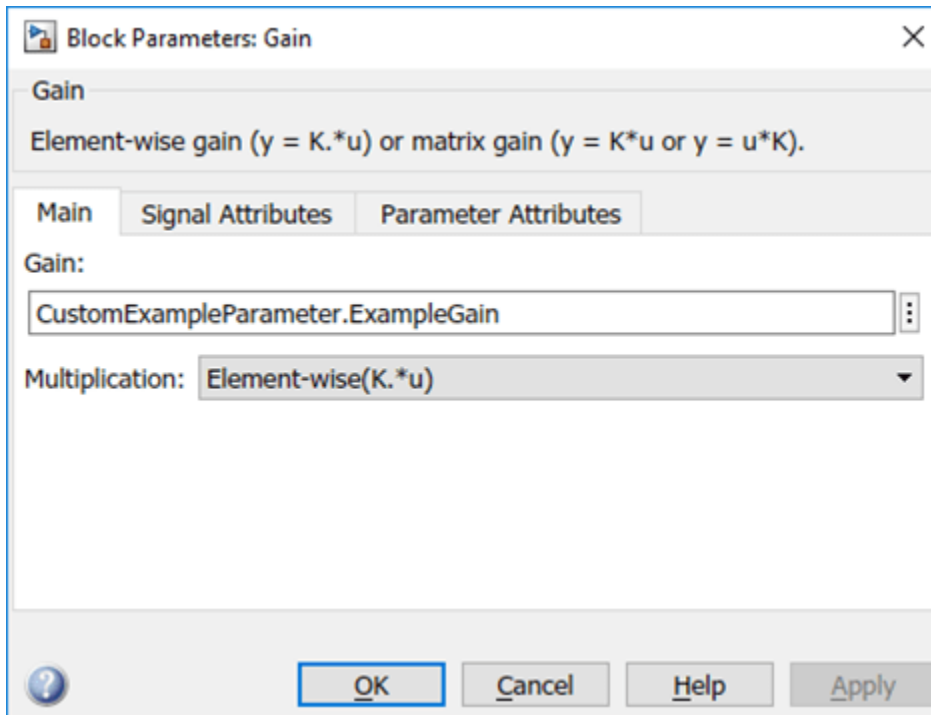 Block Parameters: Gain
Gain
Element-wise gain (y = K.*u) or matrix gain (y = K*u or y = u*K).
Main Signal Attributes Parameter Attributes
Gain:
CustomExampleParameter.ExampleGain
Multiplication: Element-wise(K.*u)
? OK Cancel Help Apply